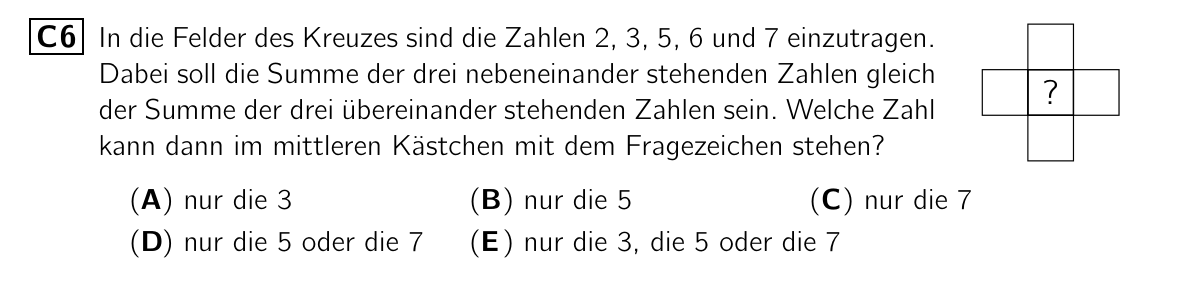 C6 In die Felder des Kreuzes sind die Zahlen 2, 3, 5, 6 und 7 einzutragen.
Dabei soll die Summe der drei nebeneinander stehenden Zahlen gleich
der Summe der drei übereinander stehenden Zahlen sein. Welche Zahl
kann dann im mittleren Kästchen mit dem Fragezeichen stehen?
?
(A) nur die 3 (B) nur die 5 (C) nur die 7
(D) nur die 5 oder die 7 (E) nur die 3, die 5 oder die 7